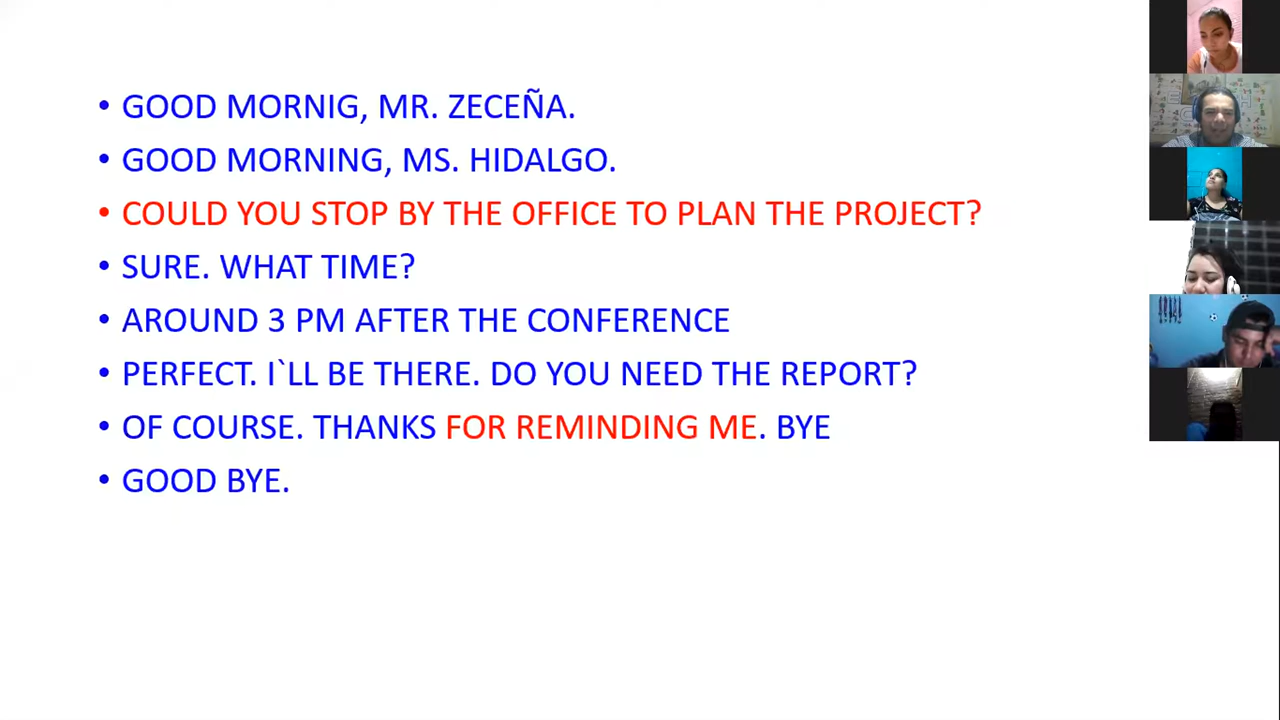 • GOOD MORNIG, MR. ZECEÑA.
• GOOD MORNING, MS. HIDALGO.
• COULD YOU STOP BY THE OFFICE TO PLAN THE PROJECT?
• SURE. WHAT TIME?
• AROUND 3 PM AFTER THE CONFERENCE
• PERFECT. I`LL BE THERE. DO YOU NEED THE REPORT?
• OF COURSE. THANKS FOR REMINDING ME. BYE
• GOOD BYE.